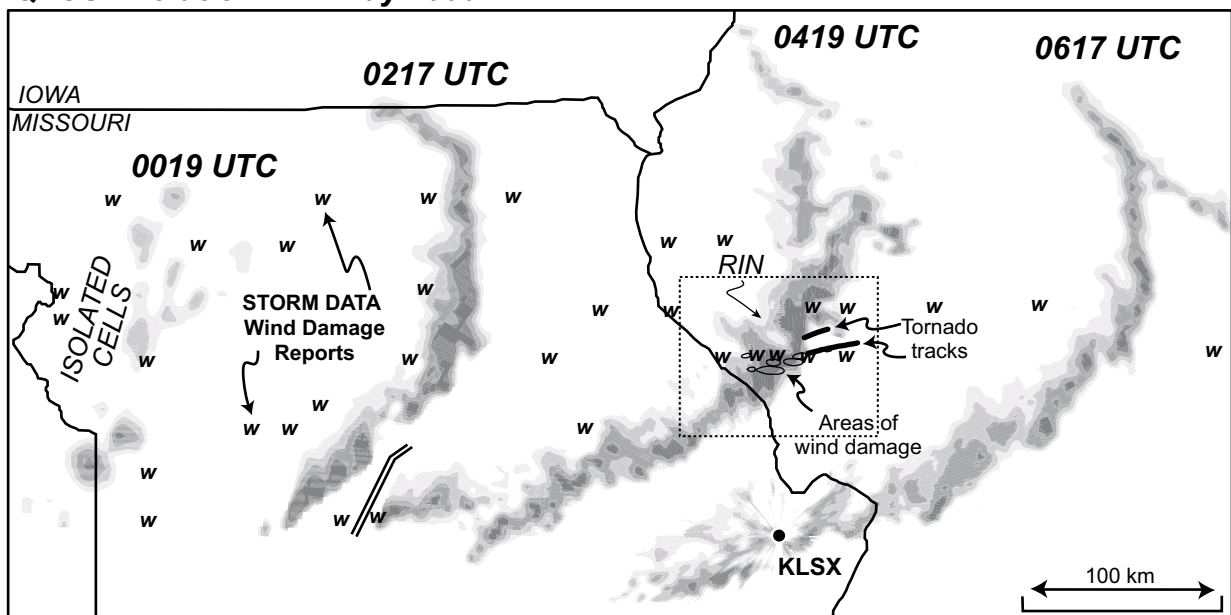 0419 UTC
0617 UTC
0217 UTC
IOWA
MISSOURI
0019 UTC
w w w w
w w w w
RIN
ISOLATED
CELLS
w w
STORM DATA
Wind Damage
Reports
w w w w w w
w
Tornado
tracks
w w w w w w w w w
w
w
w w w
Areas of
wind damage
w
w w w
KLSX
100 km